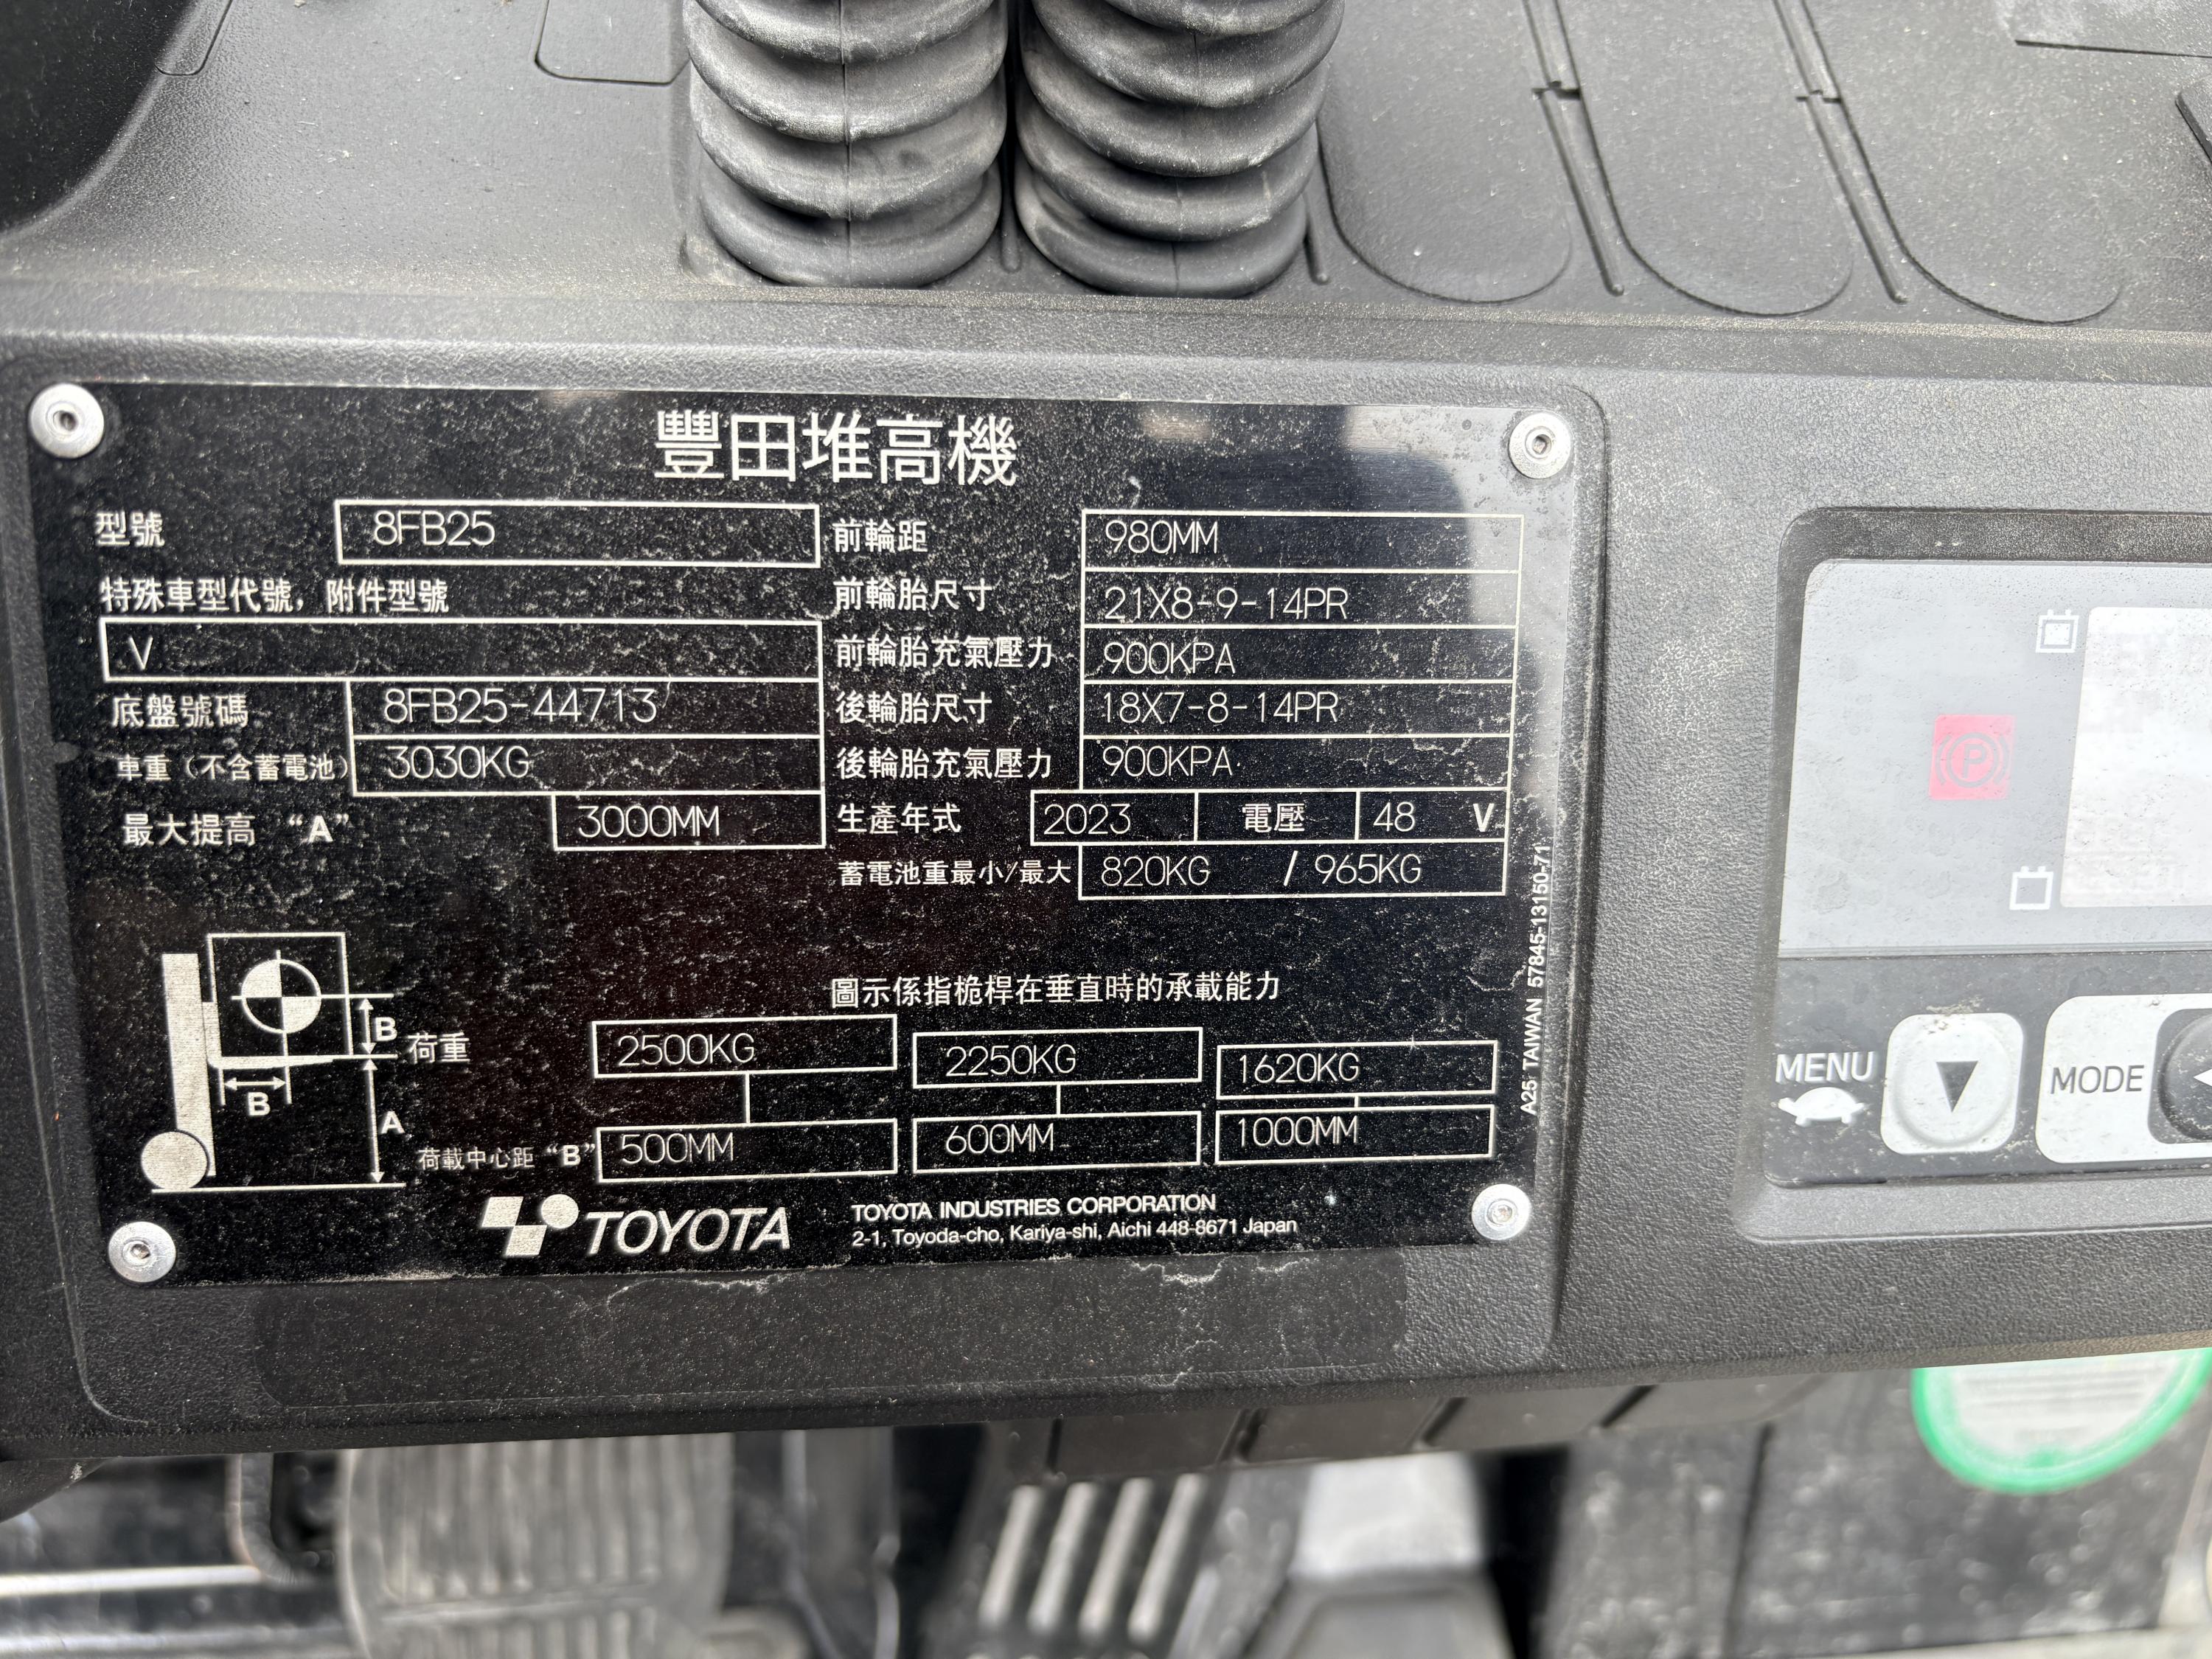 豐田堆高機
型號 8FB25
特殊車型代號，附件型號
V
底盤號碼 8FB25-44713
車重（不含蓄電池） 3030KG
最大提高 “A” 3000MM
前輪距 980MM
前輪胎尺寸 21X8-9-14PR
前輪胎充氣壓力 900KPA
後輪胎尺寸 18X7-8-14PR
後輪胎充氣壓力 900KPA
生產年式 2023 電壓 48 V
蓄電池重最小/最大 820KG / 965KG
圖示係指桅桿在垂直時的承載能力
B
B
A
荷重 2500KG 2250KG 1620KG
荷載中心距 “B” 500MM 600MM 1000MM
TOYOTA
TOYOTA INDUSTRIES CORPORATION
2-1, Toyoda-cho, Kariya-shi, Aichi 448-8671 Japan
A251 TAIWAN 57845-13150-71
P
MENU
MODE